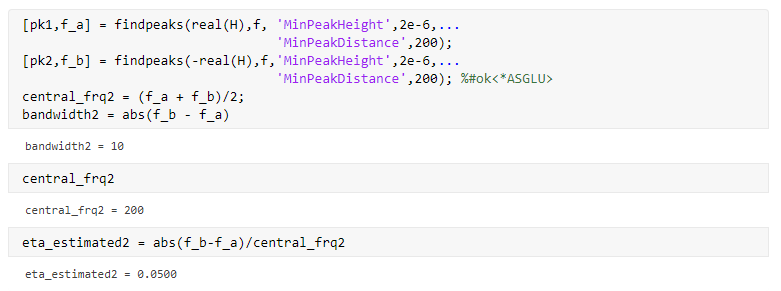 [pk1,f_a] = findpeaks(real(H),f, 'MinPeakHeight',2e-6,...
'MinPeakDistance',200);
[pk2,f_b] = findpeaks(-real(H),f,'MinPeakHeight',2e-6,...
'MinPeakDistance',200); %#ok<*ASGLU>
central_frq2 = (f_a + f_b)/2;
bandwidth2 = abs(f_b - f_a)
bandwidth2 = 10
central_frq2
central_frq2 = 200
eta_estimated2 = abs(f_b-f_a)/central_frq2
eta_estimated2 = 0.0500